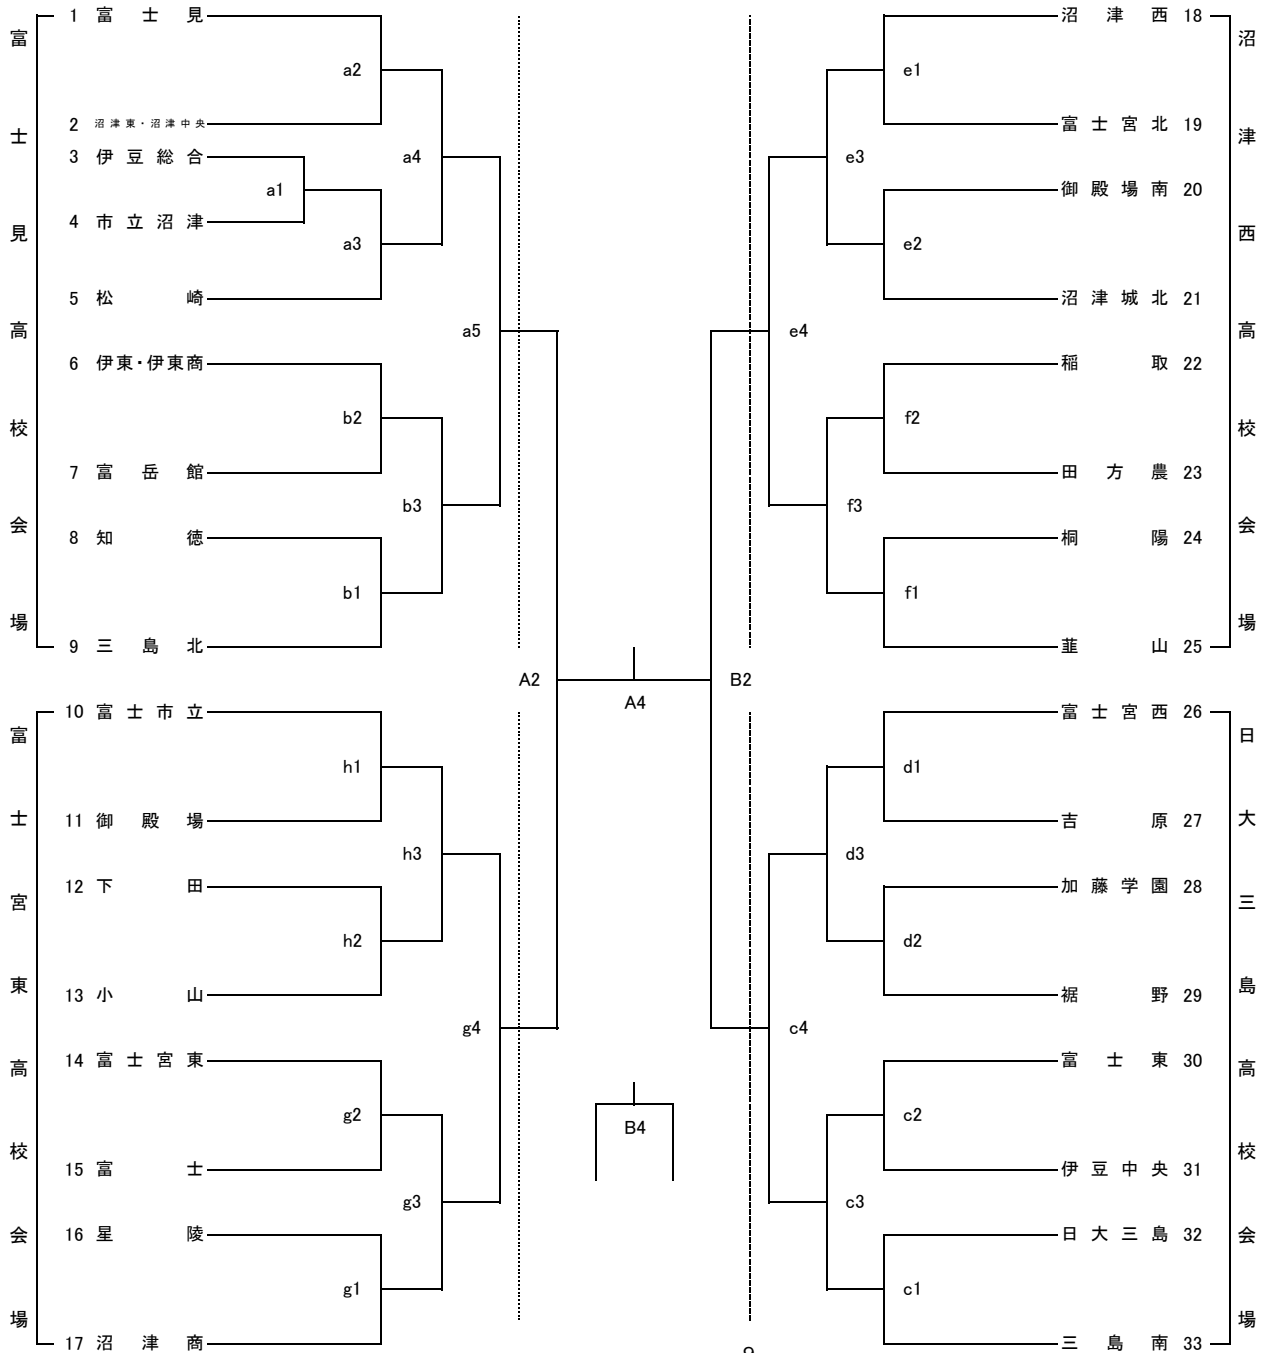 富士見高校会場
1 富士見
2 沼津東・沼津中央
3 伊豆総合
4 市立沼津
5 松崎
6 伊東・伊東商
7 富岳館
8 知徳
9 三島北
a2
a1
a4
a3
a5
b2
b3
b1
富士宮東高校会場
10 富士市立
11 御殿場
12 下田
13 小山
14 富士宮東
15 富士
16 星陵
17 沼津商
h1
h3
h2
g4
g2
g3
g1
A2
A4
B2
B4
沼津西高校会場
沼津西 18
富士宮北 19
御殿場南 20
沼津城北 21
稲取 22
田方農 23
桐陽 24
韮山 25
e1
e3
e2
e4
f2
f3
f1
日大三島高校会場
富士宮西 26
吉原 27
加藤学園 28
裾野 29
富士東 30
伊豆中央 31
日大三島 32
三島南 33
d1
d3
d2
c4
c2
c3
c1